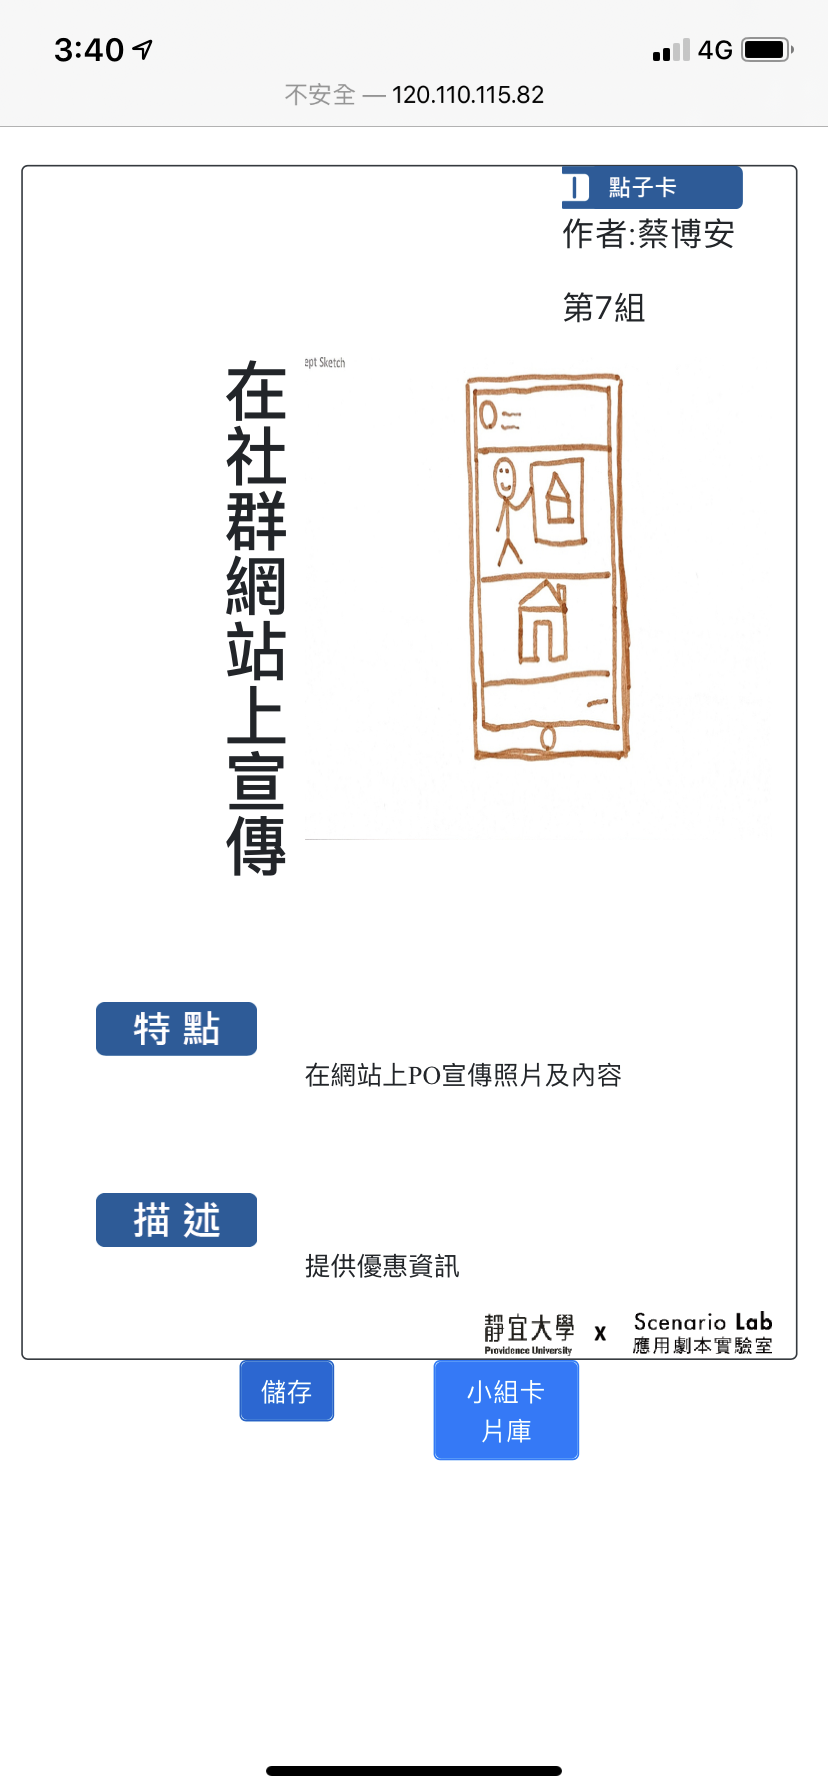 3:40
4G
不安全 — 120.110.115.82
點子卡
作者:蔡博安
第7組
在社群網站上宣傳
ept Sketch
特點
在網站上PO宣傳照片及內容
描述
提供優惠資訊
靜宜大學 x Scenario Lab
Providence University 應用劇本實驗室
儲存
小組卡
片庫